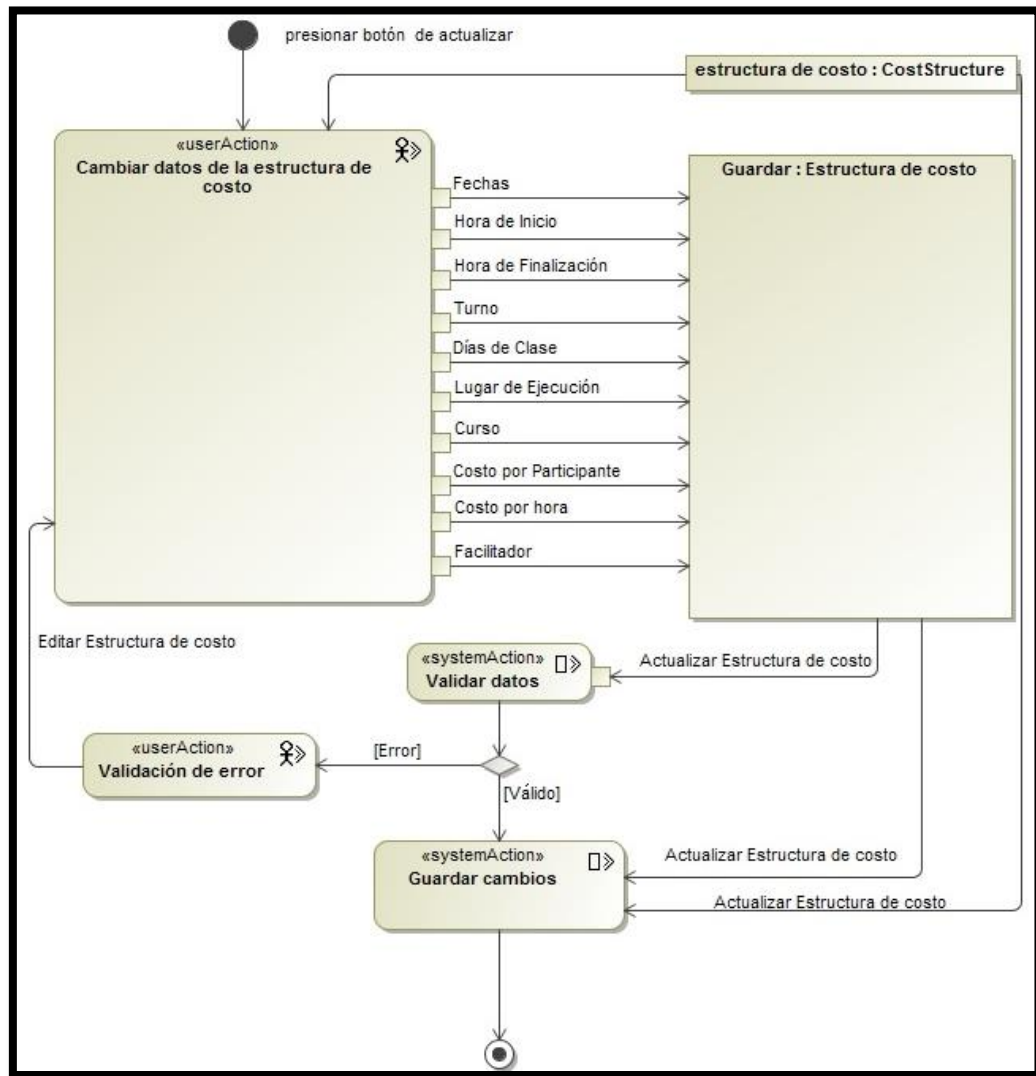 presionar botón de actualizar
estructura de costo : CostStructure
«userAction»
Cambiar datos de la estructura de
costo
Guardar : Estructura de costo
Fechas
Hora de Inicio
Hora de Finalización
Turno
Días de Clase
Lugar de Ejecución
Curso
Costo por Participante
Costo por hora
Facilitador
Editar Estructura de costo
«systemAction»
Validar datos
Actualizar Estructura de costo
«userAction»
Validación de error
[Error]
[Válido]
«systemAction»
Guardar cambios
Actualizar Estructura de costo
Actualizar Estructura de costo